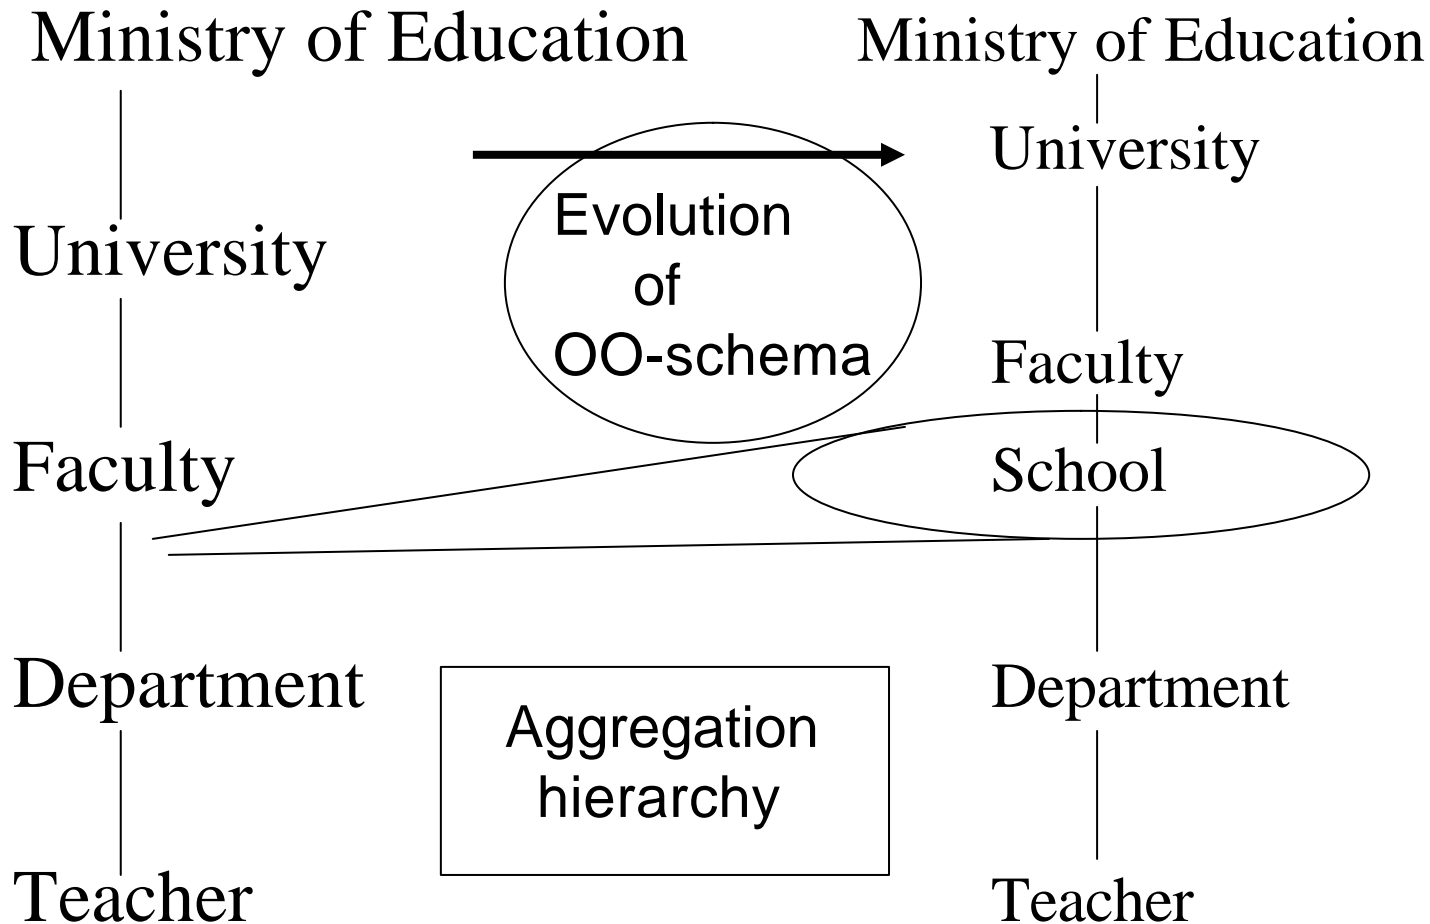 Ministry of Education
University
Faculty
Department
Teacher
Evolution
of
OO-schema
Aggregation
hierarchy
Ministry of Education
University
Faculty
School
Department
Teacher